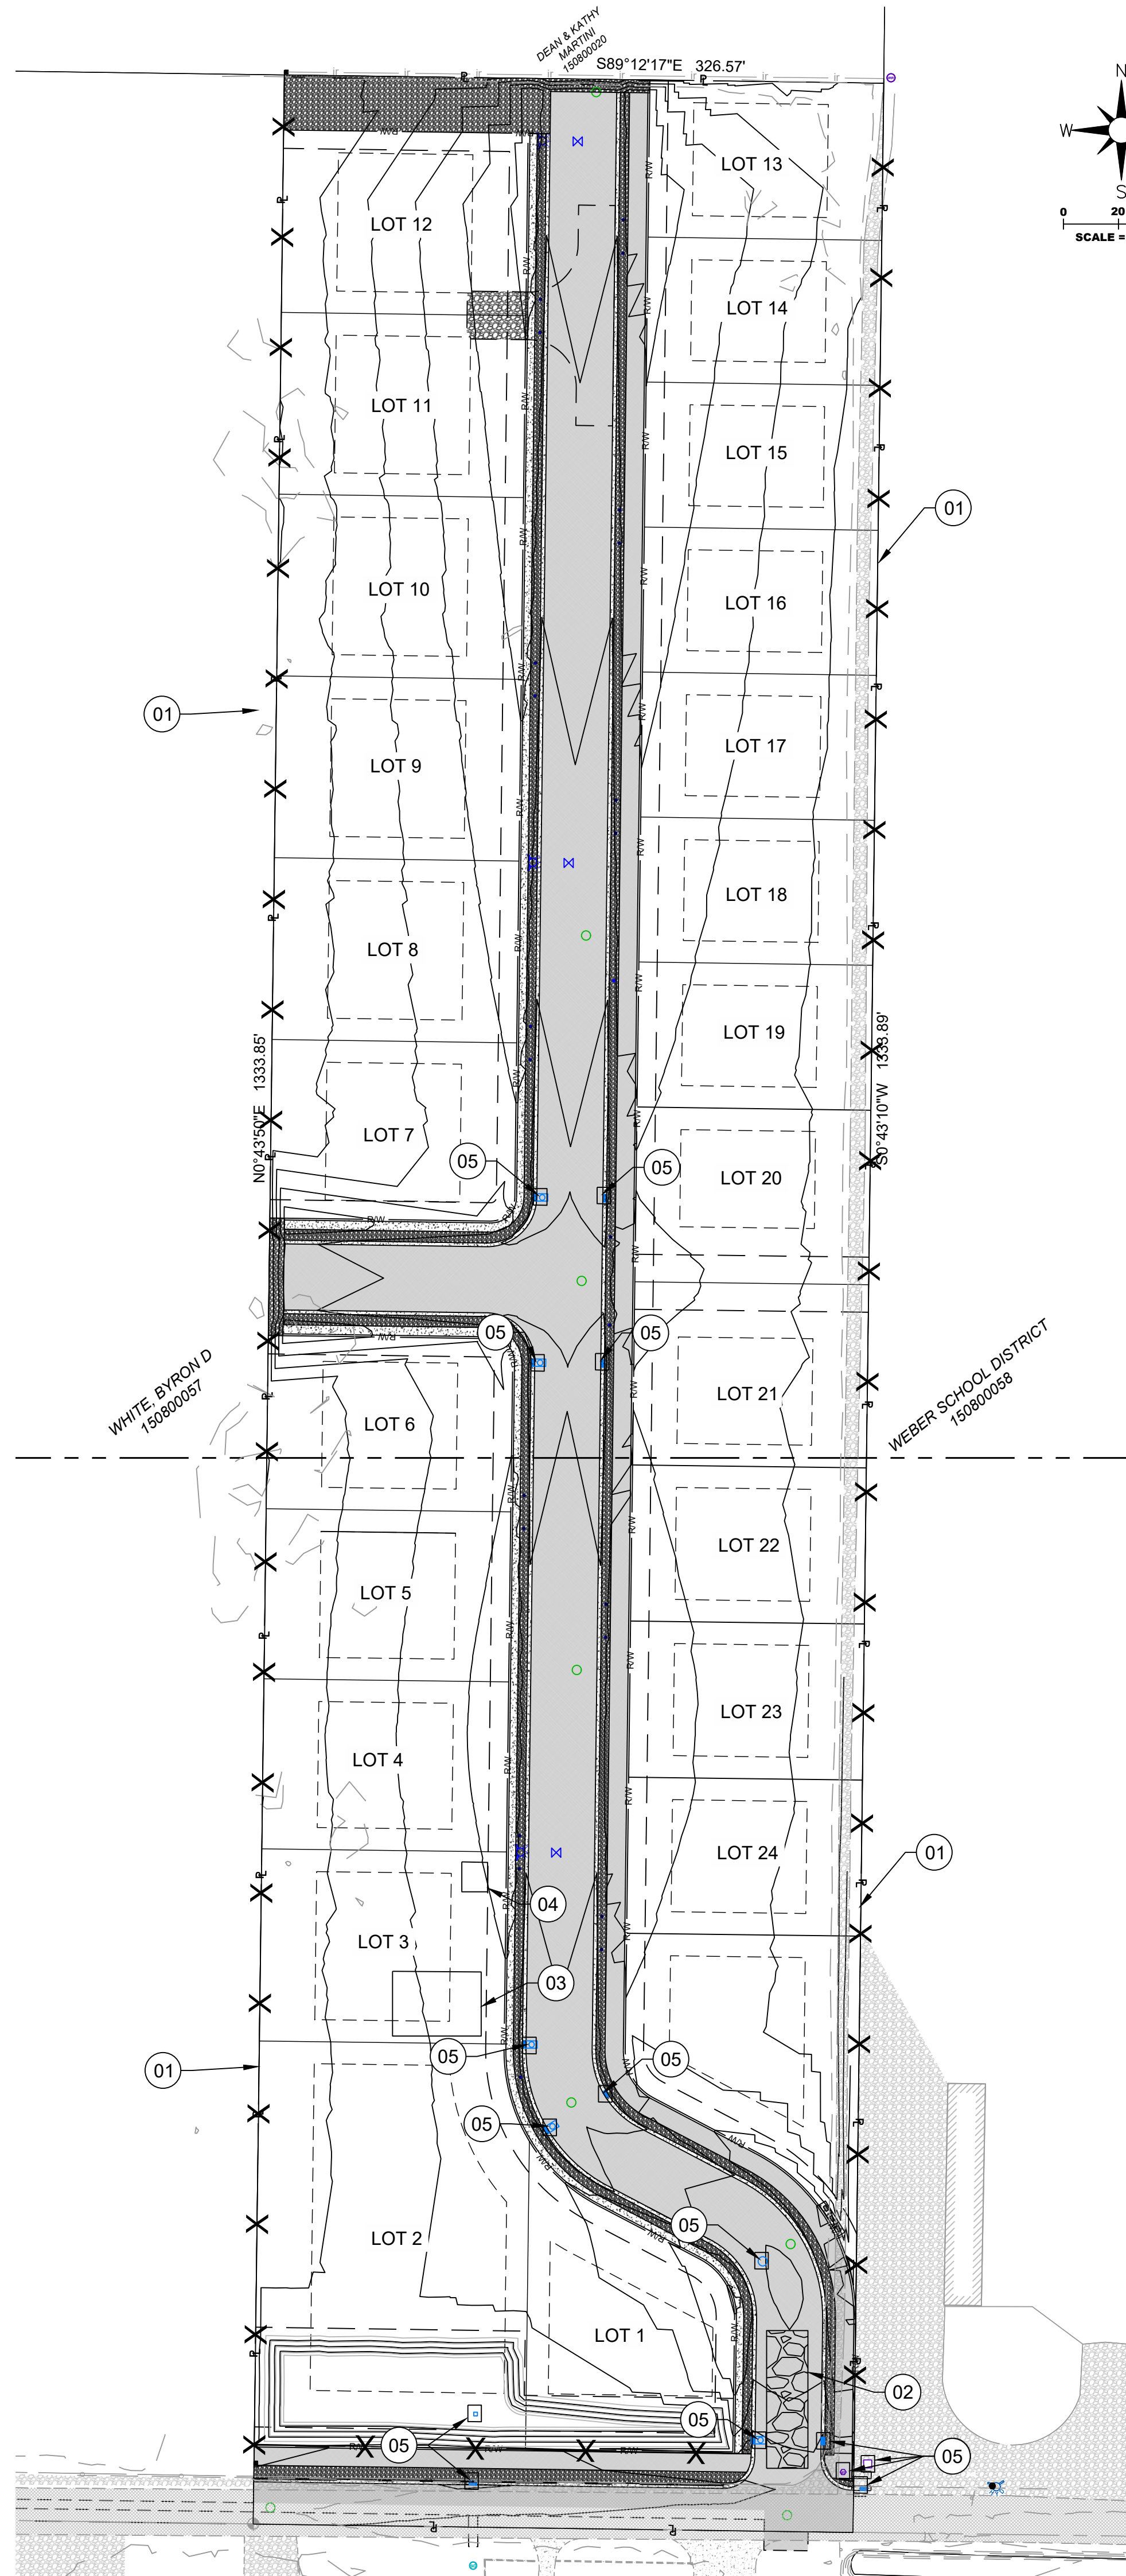 DEAN & KATHY
MARTINI
150800020
S89°12'17"E 326.57'
N
W
S
0 20
SCALE =
PL
PL
R/W
R/W
LOT 13
LOT 12
LOT 14
LOT 11
LOT 15
01
LOT 10
LOT 16
01
LOT 9
LOT 17
LOT 18
LOT 8
LOT 19
N0°43'50"E 1333.85'
S0°43'10"W 1333.89'
LOT 7
05
05
LOT 20
R/W
R/W
05
05
WHITE, BYRON D
150800057
LOT 6
LOT 21
WEBER SCHOOL DISTRICT
150800058
LOT 22
LOT 5
LOT 23
LOT 4
LOT 24
01
04
LOT 3
03
05
05
01
05
R/W
R/W
05
LOT 2
LOT 1
02
05
05
05
R/W
R/W
PL
PL